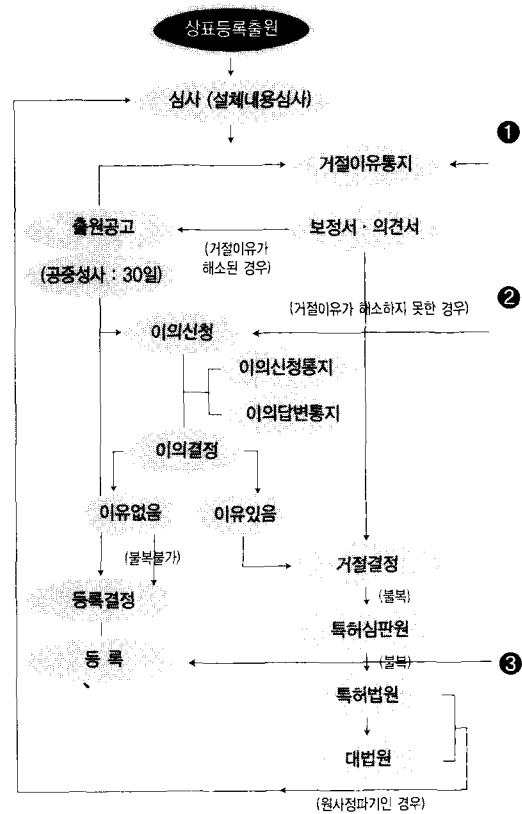 상표등록출원
심사 (실체내용심사)
❶
거절이유통지
출원공고
보정서 · 의견서
(거절이유가
해소된 경우)
(공중심사 : 30일)
❷
(거절이유가 해소하지 못한 경우)
이의신청
이의신청통지
이의답변통지
이의결정
이유없음
이유있음
(불복불가)
거절결정
등록결정
(불복)
특허심판원
등 록
(불복)
❸
특허법원
대법원
(원사정파기인 경우)